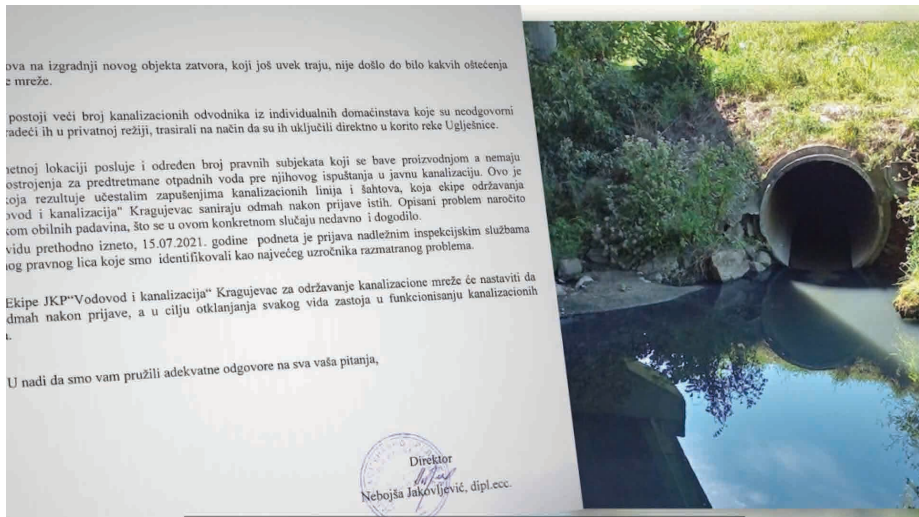 ova na izgradnji novog objekta zatvora, koji još uvek traju, nije došlo do bilo kakvih oštećenja
e mreže.
postoji veći broj kanalizacionih odvodnika iz individualnih domaćinstava koje su neodgovorni
radeći ih u privatnoj režiji, trasirali na način da su ih uključili direktno u korito reke Uglješnice.
netnoj lokaciji posluje i određen broj pravnih subjekata koji se bave proizvodnjom a nemaju
ostrojenja za predtretmane otpadnih voda pre njihovog ispuštanja u javnu kanalizaciju. Ovo je
koja rezultuje učestalim zapušenjima kanalizacionih linija i šahtova, koja ekipe održavanja
ovod i kanalizacija" Kragujevac saniraju odmah nakon prijave istih. Opisani problem naročito
kom obilnih padavina, što se u ovom konkretnom slučaju nedavno i dogodilo.
vidu prethodno izneto, 15.07.2021. godine podneta je prijava nadležnim inspekcijskim službama
nog pravnog lica koje smo identifikovali kao najvećeg uzročnika razmatranog problema.
Ekipe JKP“Vodovod i kanalizacija“ Kragujevac za održavanje kanalizacione mreže će nastaviti da
odmah nakon prijave, a u cilju otklanjanja svakog vida zastoja u funkcionisanju kanalizacionih
a.
U nadi da smo vam pružili adekvatne odgovore na sva vaša pitanja,
Direktor
Nebojša Jakovljević, dipl.ecc.